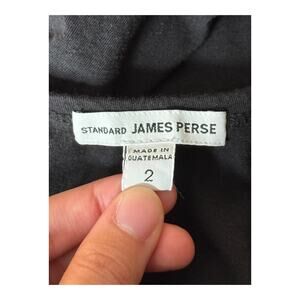 STANDARD JAMES PERSE
MADE IN
GUATEMALA
2